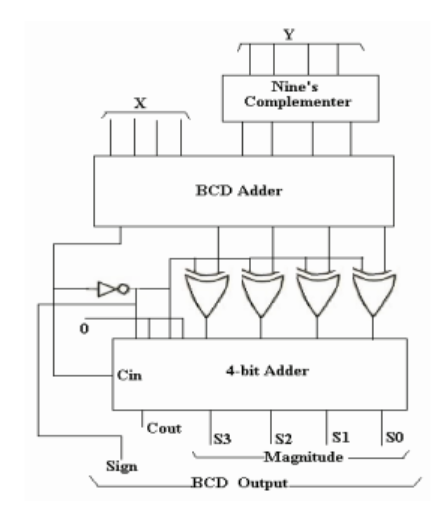 Y
Nine's
Complementer
X
BCD Adder
0
Cin
4-bit Adder
Cout
S3
S2
S1
S0
Magnitude
Sign
BCD Output